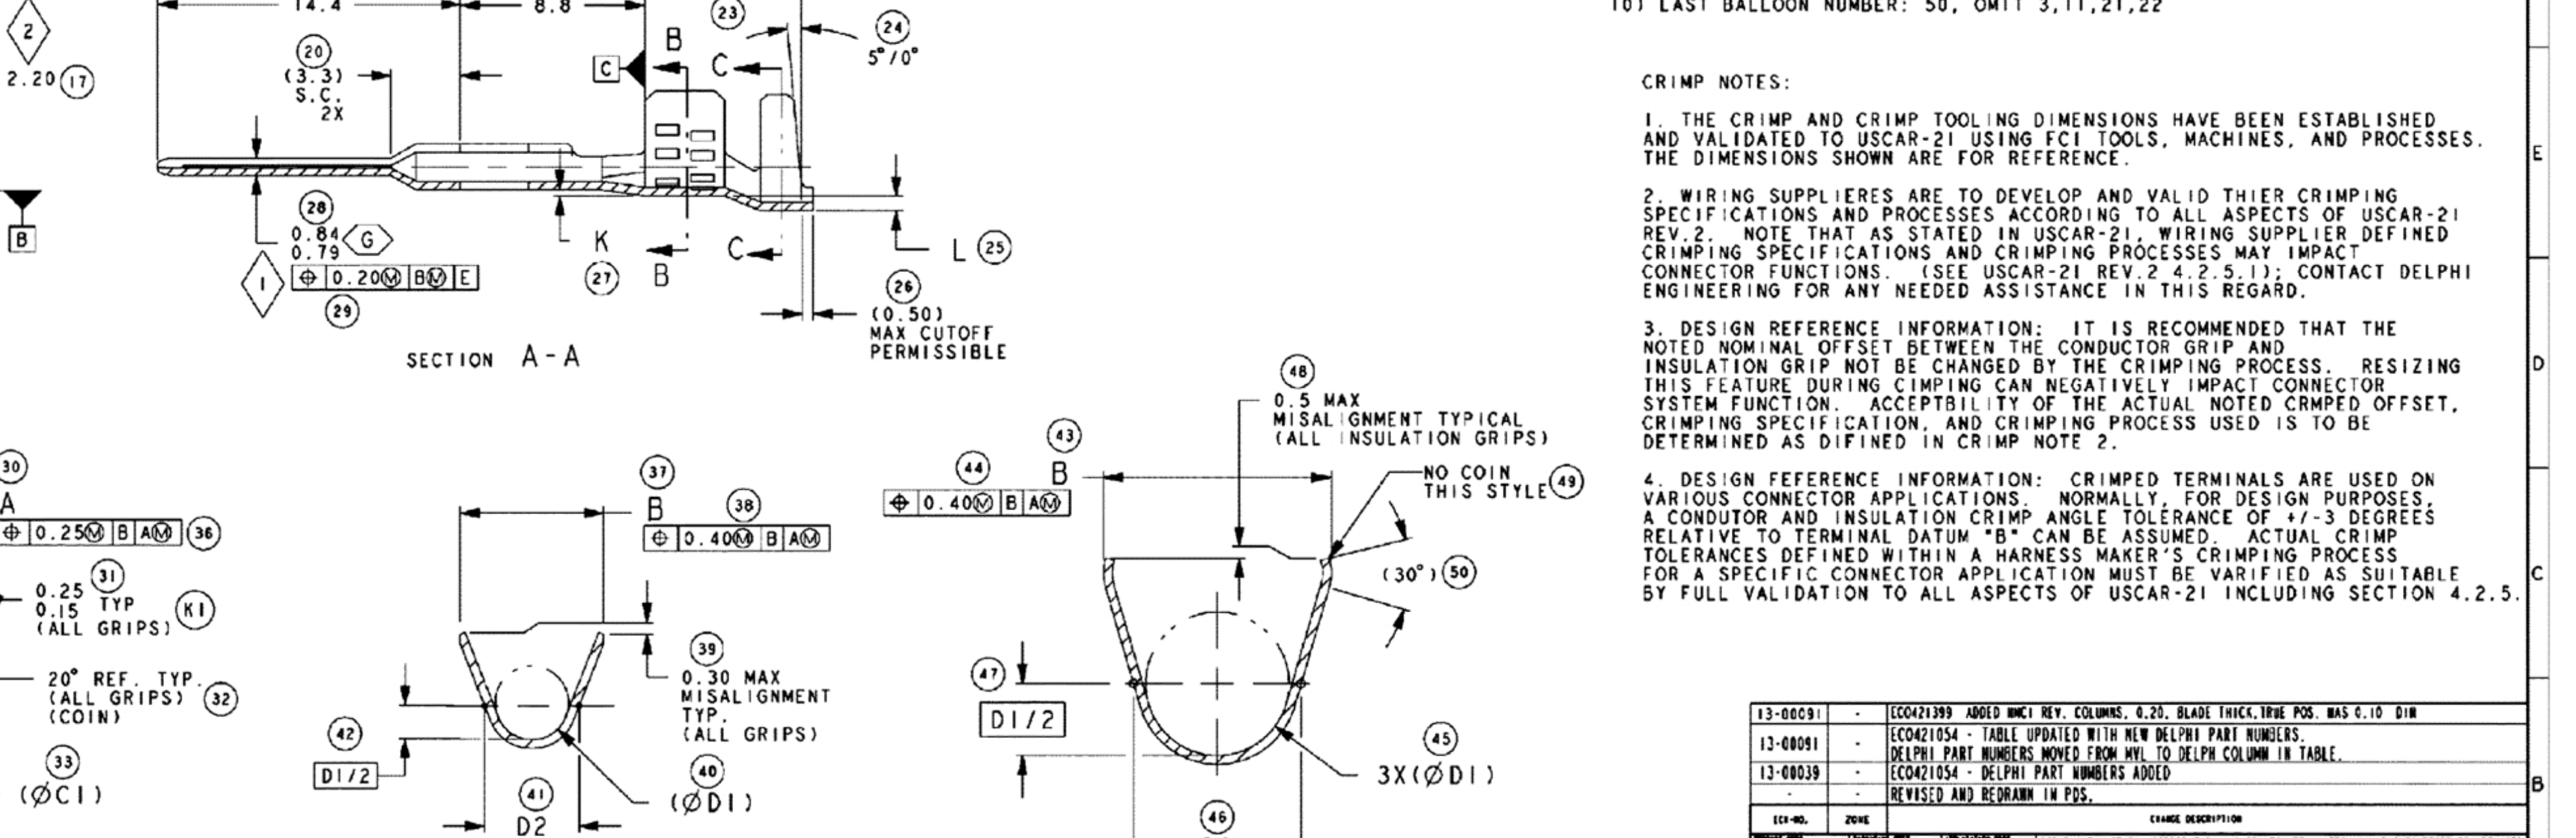 14.4
8.8
2
2.20 17
20
(3.3)
S.C.
2X
C
B
C
23
24
5°/0°
28
0.84 G
0.79
1
⌖ 0.20Ⓜ BⓂ E
29
B
K
27
B
C
L 25
26
(0.50)
MAX CUTOFF
PERMISSIBLE
SECTION A-A
30
A
⌖ 0.25Ⓜ B AⓂ 36
31
0.25
0.15 TYP K1
(ALL GRIPS)
20° REF. TYP.
(ALL GRIPS) 32
(COIN)
33
(ØC1)
37
B
38
⌖ 0.40Ⓜ B AⓂ
39
0.30 MAX
MISALIGNMENT
TYP.
(ALL GRIPS)
40
(ØD1)
42
D1/2
41
D2
43
B
44
⌖ 0.40Ⓜ B AⓂ
48
0.5 MAX
MISALIGNMENT TYPICAL
(ALL INSULATION GRIPS)
NO COIN
THIS STYLE 49
(30°) 50
47
D1/2
45
3X(ØD1)
46
10) LAST BALLOON NUMBER: 50, OMIT 3,11,21,22
CRIMP NOTES:
1. THE CRIMP AND CRIMP TOOLING DIMENSIONS HAVE BEEN ESTABLISHED
AND VALIDATED TO USCAR-21 USING FCI TOOLS, MACHINES, AND PROCESSES.
THE DIMENSIONS SHOWN ARE FOR REFERENCE.
2. WIRING SUPPLIERES ARE TO DEVELOP AND VALID THIER CRIMPING
SPECIFICATIONS AND PROCESSES ACCORDING TO ALL ASPECTS OF USCAR-21
REV.2. NOTE THAT AS STATED IN USCAR-21, WIRING SUPPLIER DEFINED
CRIMPING SPECIFICATIONS AND CRIMPING PROCESSES MAY IMPACT
CONNECTOR FUNCTIONS. (SEE USCAR-21 REV.2 4.2.5.1); CONTACT DELPHI
ENGINEERING FOR ANY NEEDED ASSISTANCE IN THIS REGARD.
3. DESIGN REFERENCE INFORMATION: IT IS RECOMMENDED THAT THE
NOTED NOMINAL OFFSET BETWEEN THE CONDUCTOR GRIP AND
INSULATION GRIP NOT BE CHANGED BY THE CRIMPING PROCESS. RESIZING
THIS FEATURE DURING CIMPING CAN NEGATIVELY IMPACT CONNECTOR
SYSTEM FUNCTION. ACCEPTBILITY OF THE ACTUAL NOTED CRMPED OFFSET,
CRIMPING SPECIFICATION, AND CRIMPING PROCESS USED IS TO BE
DETERMINED AS DIFINED IN CRIMP NOTE 2.
4. DESIGN FEFERENCE INFORMATION: CRIMPED TERMINALS ARE USED ON
VARIOUS CONNECTOR APPLICATIONS. NORMALLY, FOR DESIGN PURPOSES,
A CONDUTOR AND INSULATION CRIMP ANGLE TOLERANCE OF +/-3 DEGREES
RELATIVE TO TERMINAL DATUM "B" CAN BE ASSUMED. ACTUAL CRIMP
TOLERANCES DEFINED WITHIN A HARNESS MAKER'S CRIMPING PROCESS
FOR A SPECIFIC CONNECTOR APPLICATION MUST BE VARIFIED AS SUITABLE
BY FULL VALIDATION TO ALL ASPECTS OF USCAR-21 INCLUDING SECTION 4.2.5.
E
D
C
B
13-00091 - ECO421399 ADDED REV. COLUMNS, 0.20, BLADE THICK.TRUE POS. WAS 0.10 DIM
13-00091 - ECO421054 - TABLE UPDATED WITH NEW DELPHI PART NUMBERS.
DELPHI PART NUMBERS MOVED FROM MVL TO DELPH COLUMN IN TABLE.
13-00039 - ECO421054 - DELPHI PART NUMBERS ADDED
- - REVISED AND REDRAWN IN PDS.
ECN-NO. ZONE CHANGE DESCRIPTION